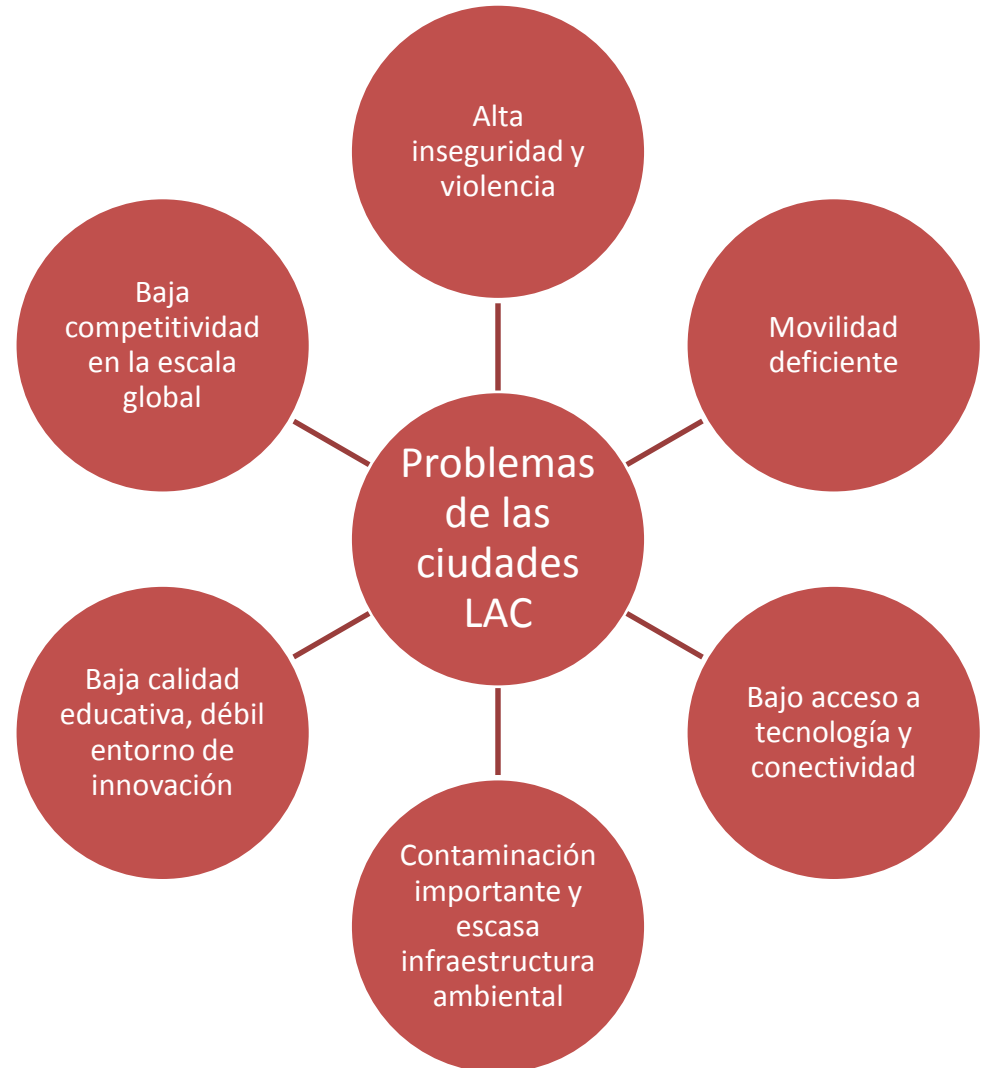 Alta
inseguridad y
violencia
Movilidad
deficiente
Bajo acceso a
tecnología y
conectividad
Contaminación
importante y
escasa
infraestructura
ambiental
Baja calidad
educativa, débil
entorno de
innovación
Baja
competitividad
en la escala
global
Problemas
de las
ciudades
LAC